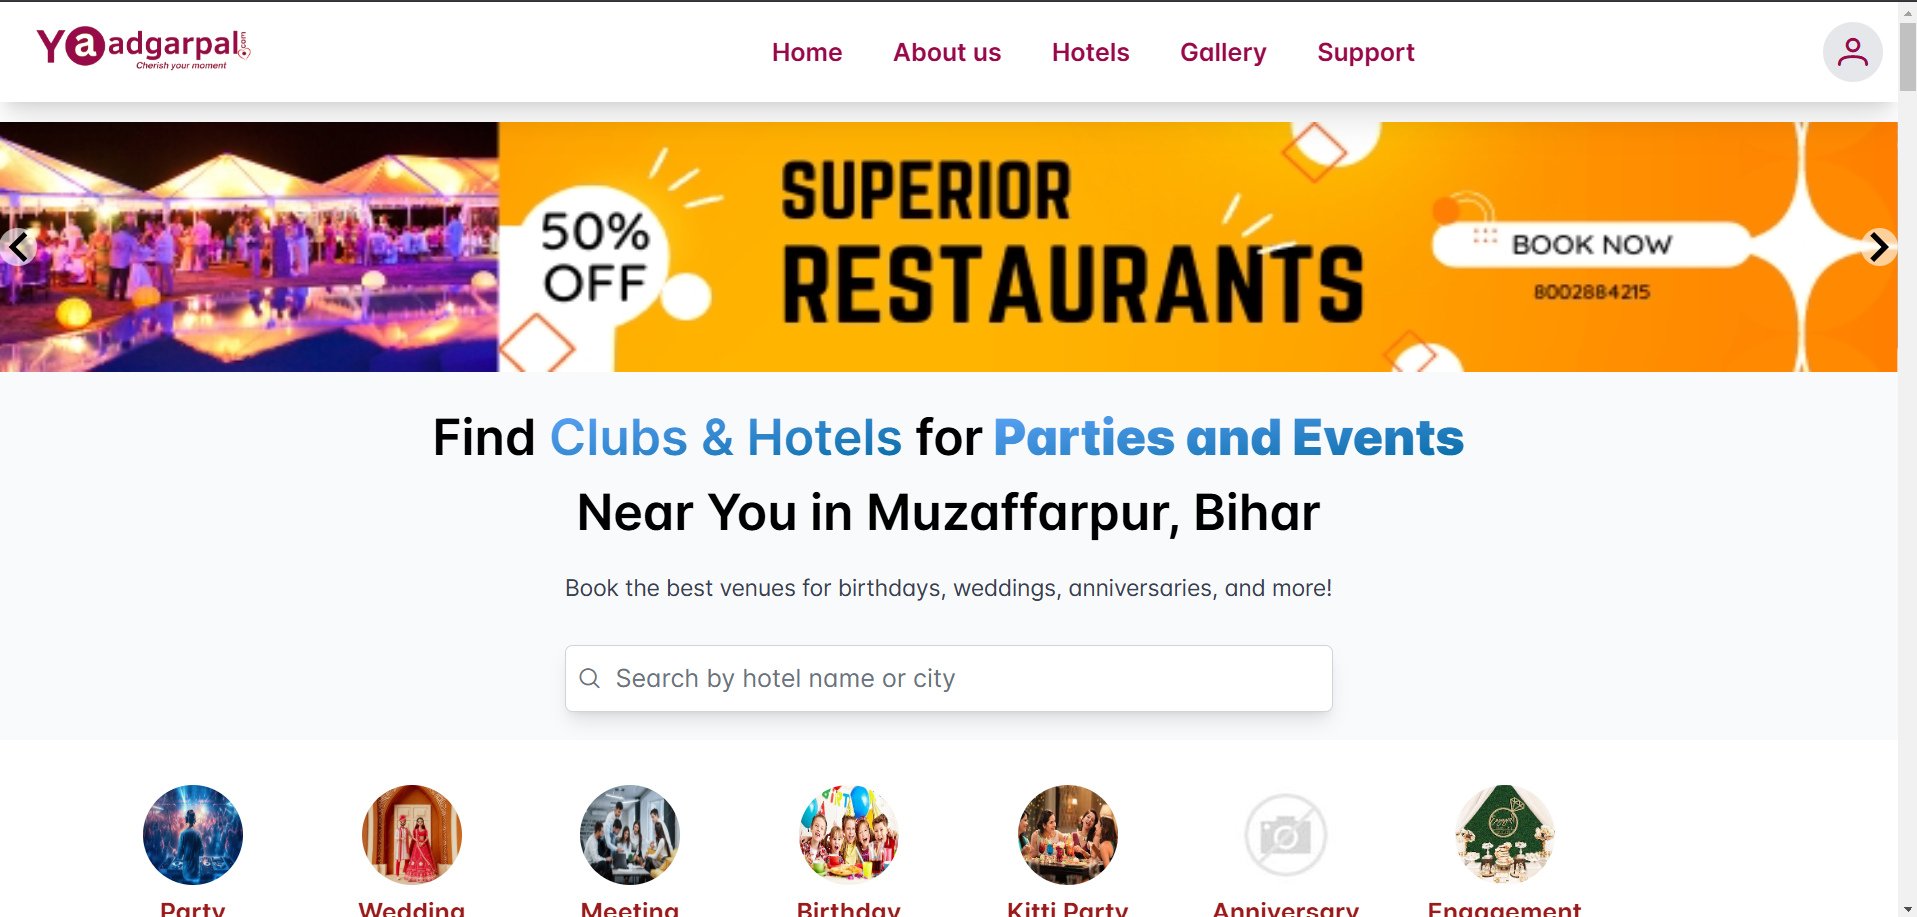 Yaadgarpal.com
Cherish your moment
Home
About us
Hotels
Gallery
Support
50%
OFF
SUPERIOR
RESTAURANTS
BOOK NOW
8002884215
Find Clubs & Hotels for Parties and Events
Near You in Muzaffarpur, Bihar
Book the best venues for birthdays, weddings, anniversaries, and more!
Search by hotel name or city
Party
Wedding
Meeting
Birthday
Kitti Party
Anniversary
Engagement